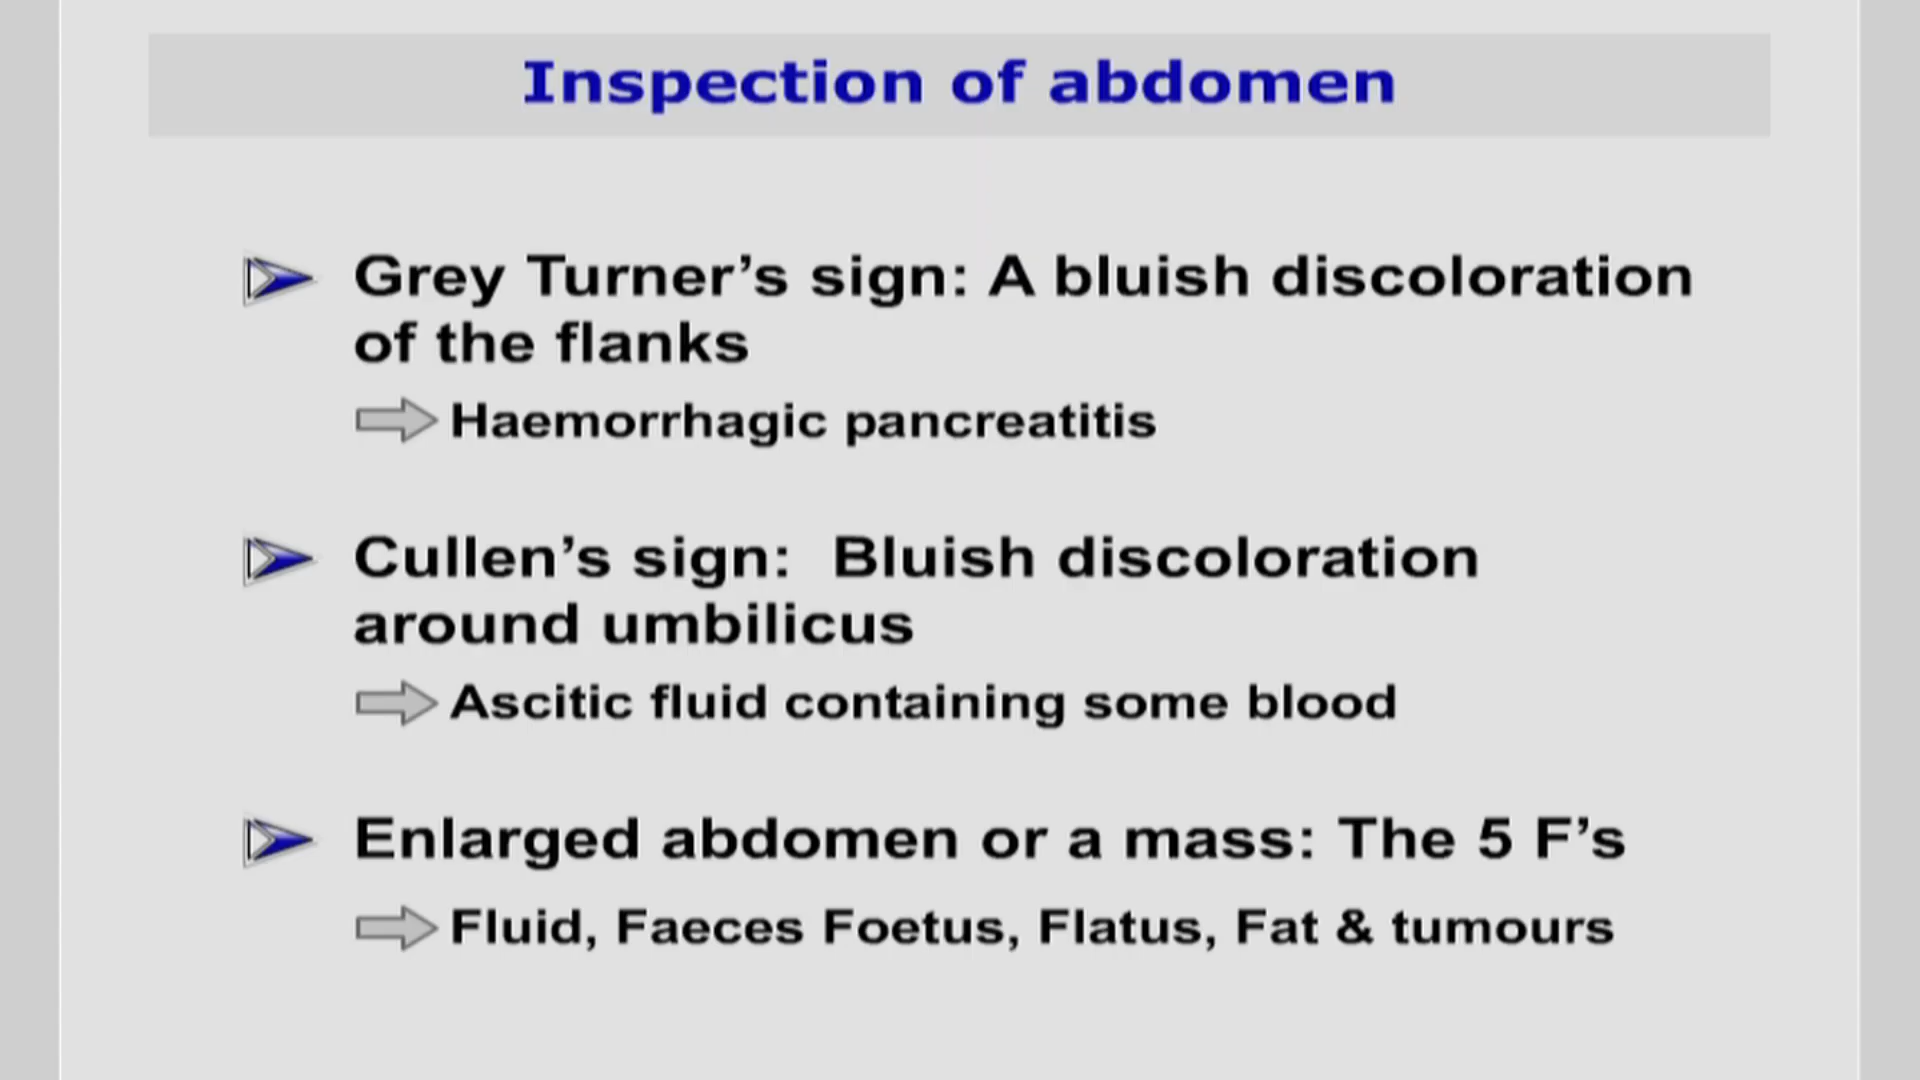 Inspection of abdomen
Grey Turner’s sign: A bluish discoloration
of the flanks
Haemorrhagic pancreatitis
Cullen’s sign:  Bluish discoloration
around umbilicus
Ascitic fluid containing some blood
Enlarged abdomen or a mass: The 5 F’s
Fluid, Faeces Foetus, Flatus, Fat & tumours